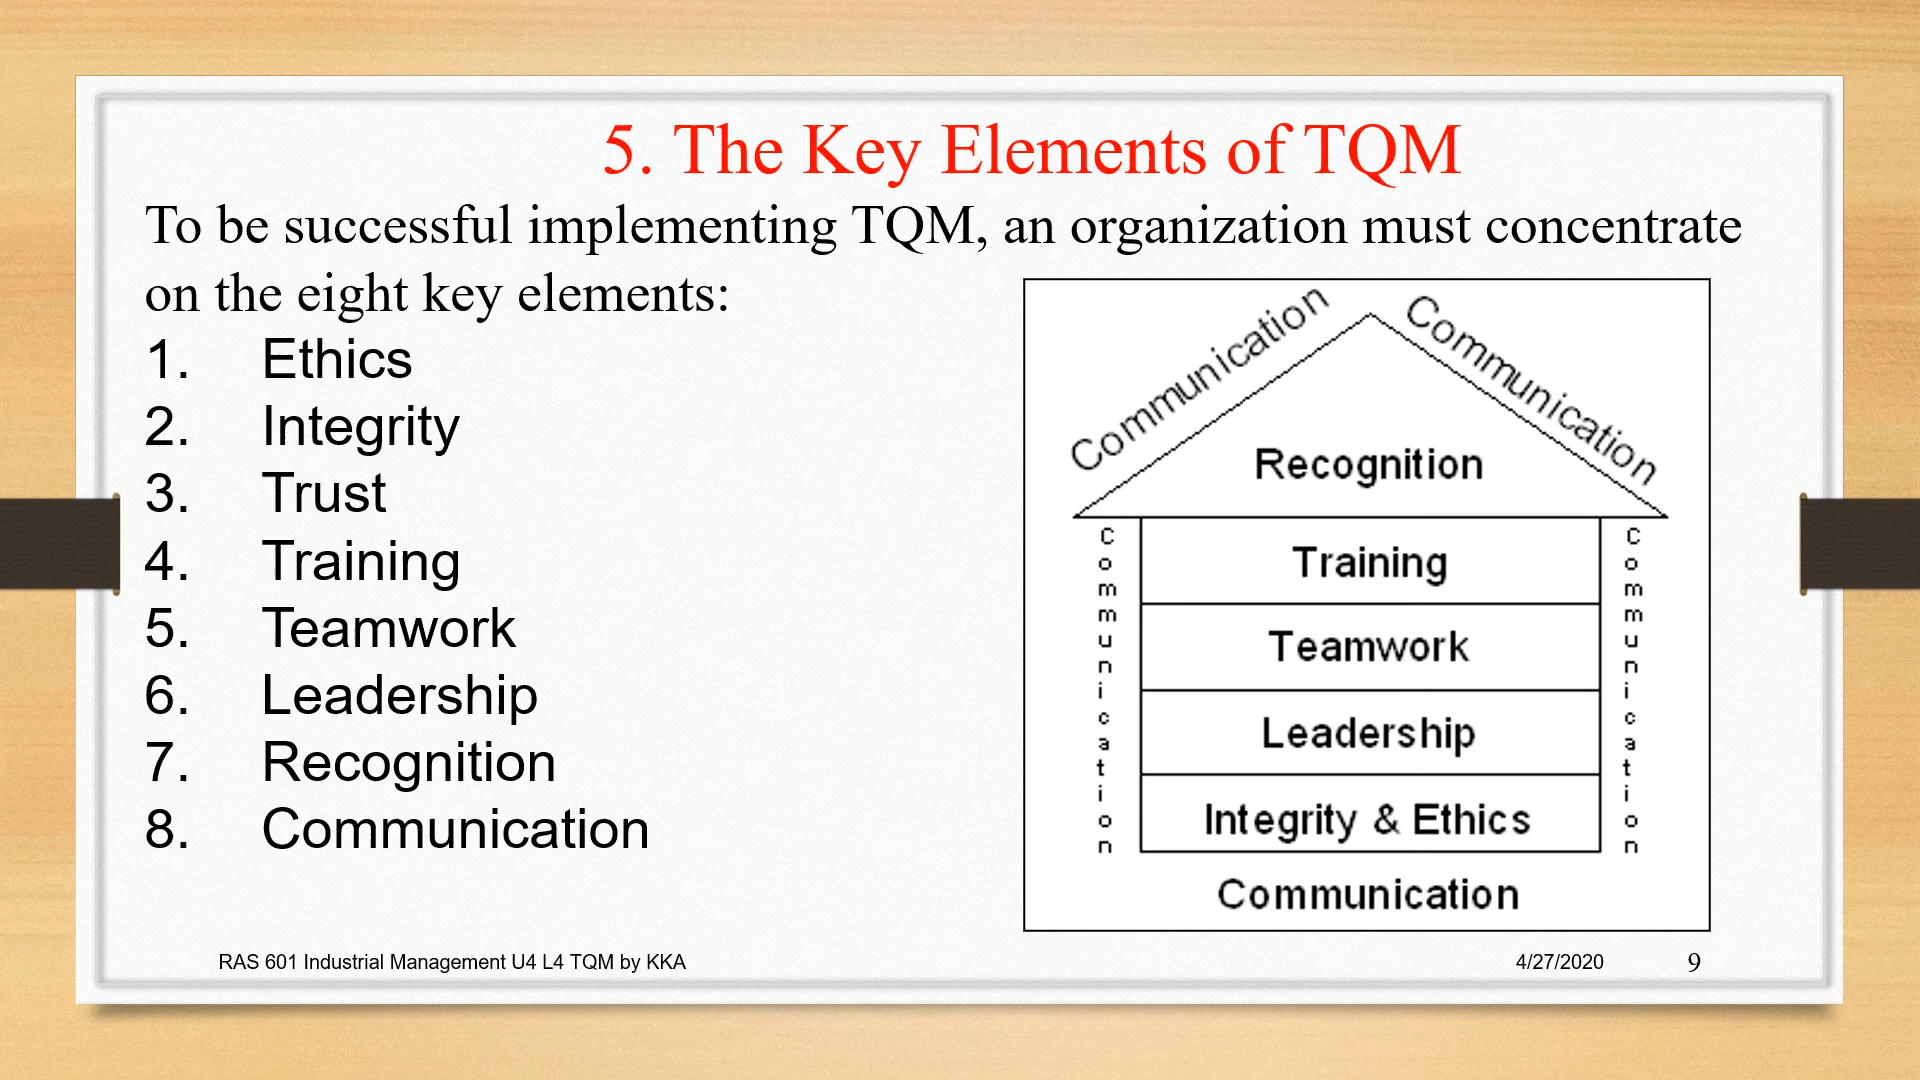 5. The Key Elements of TQM
To be successful implementing TQM, an organization must concentrate
on the eight key elements:
1. Ethics
2. Integrity
3. Trust
4. Training
5. Teamwork
6. Leadership
7. Recognition
8. Communication
Communication
Communication
Recognition
Communication
Training
Teamwork
Leadership
Integrity & Ethics
Communication
Communication
RAS 601 Industrial Management U4 L4 TQM by KKA
4/27/2020
9